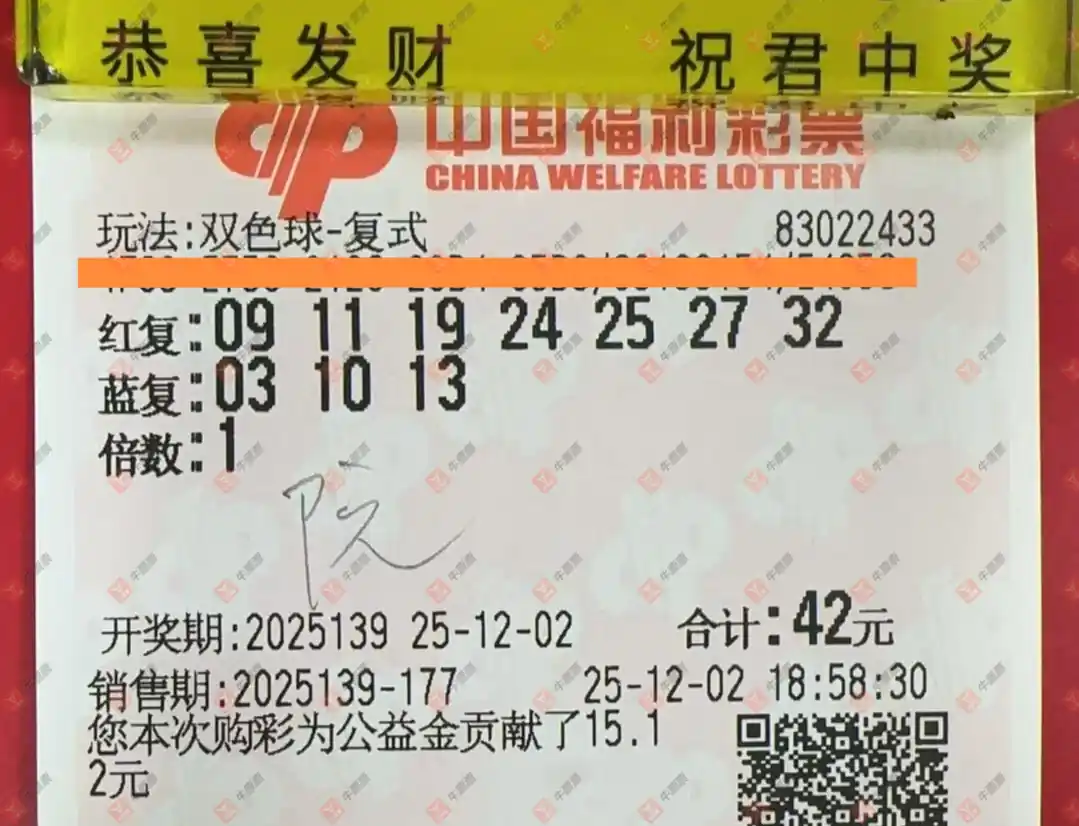 恭喜发财 祝君中奖
中国福利彩票
CHINA WELFARE LOTTERY
玩法:双色球-复式 83022433
红复:09 11 19 24 25 27 32
蓝复:03 10 13
倍数:1
院
开奖期:2025139 25-12-02 合计:42元
销售期:2025139-177 25-12-02 18:58:30
您本次购彩为公益金贡献了15.1
2元